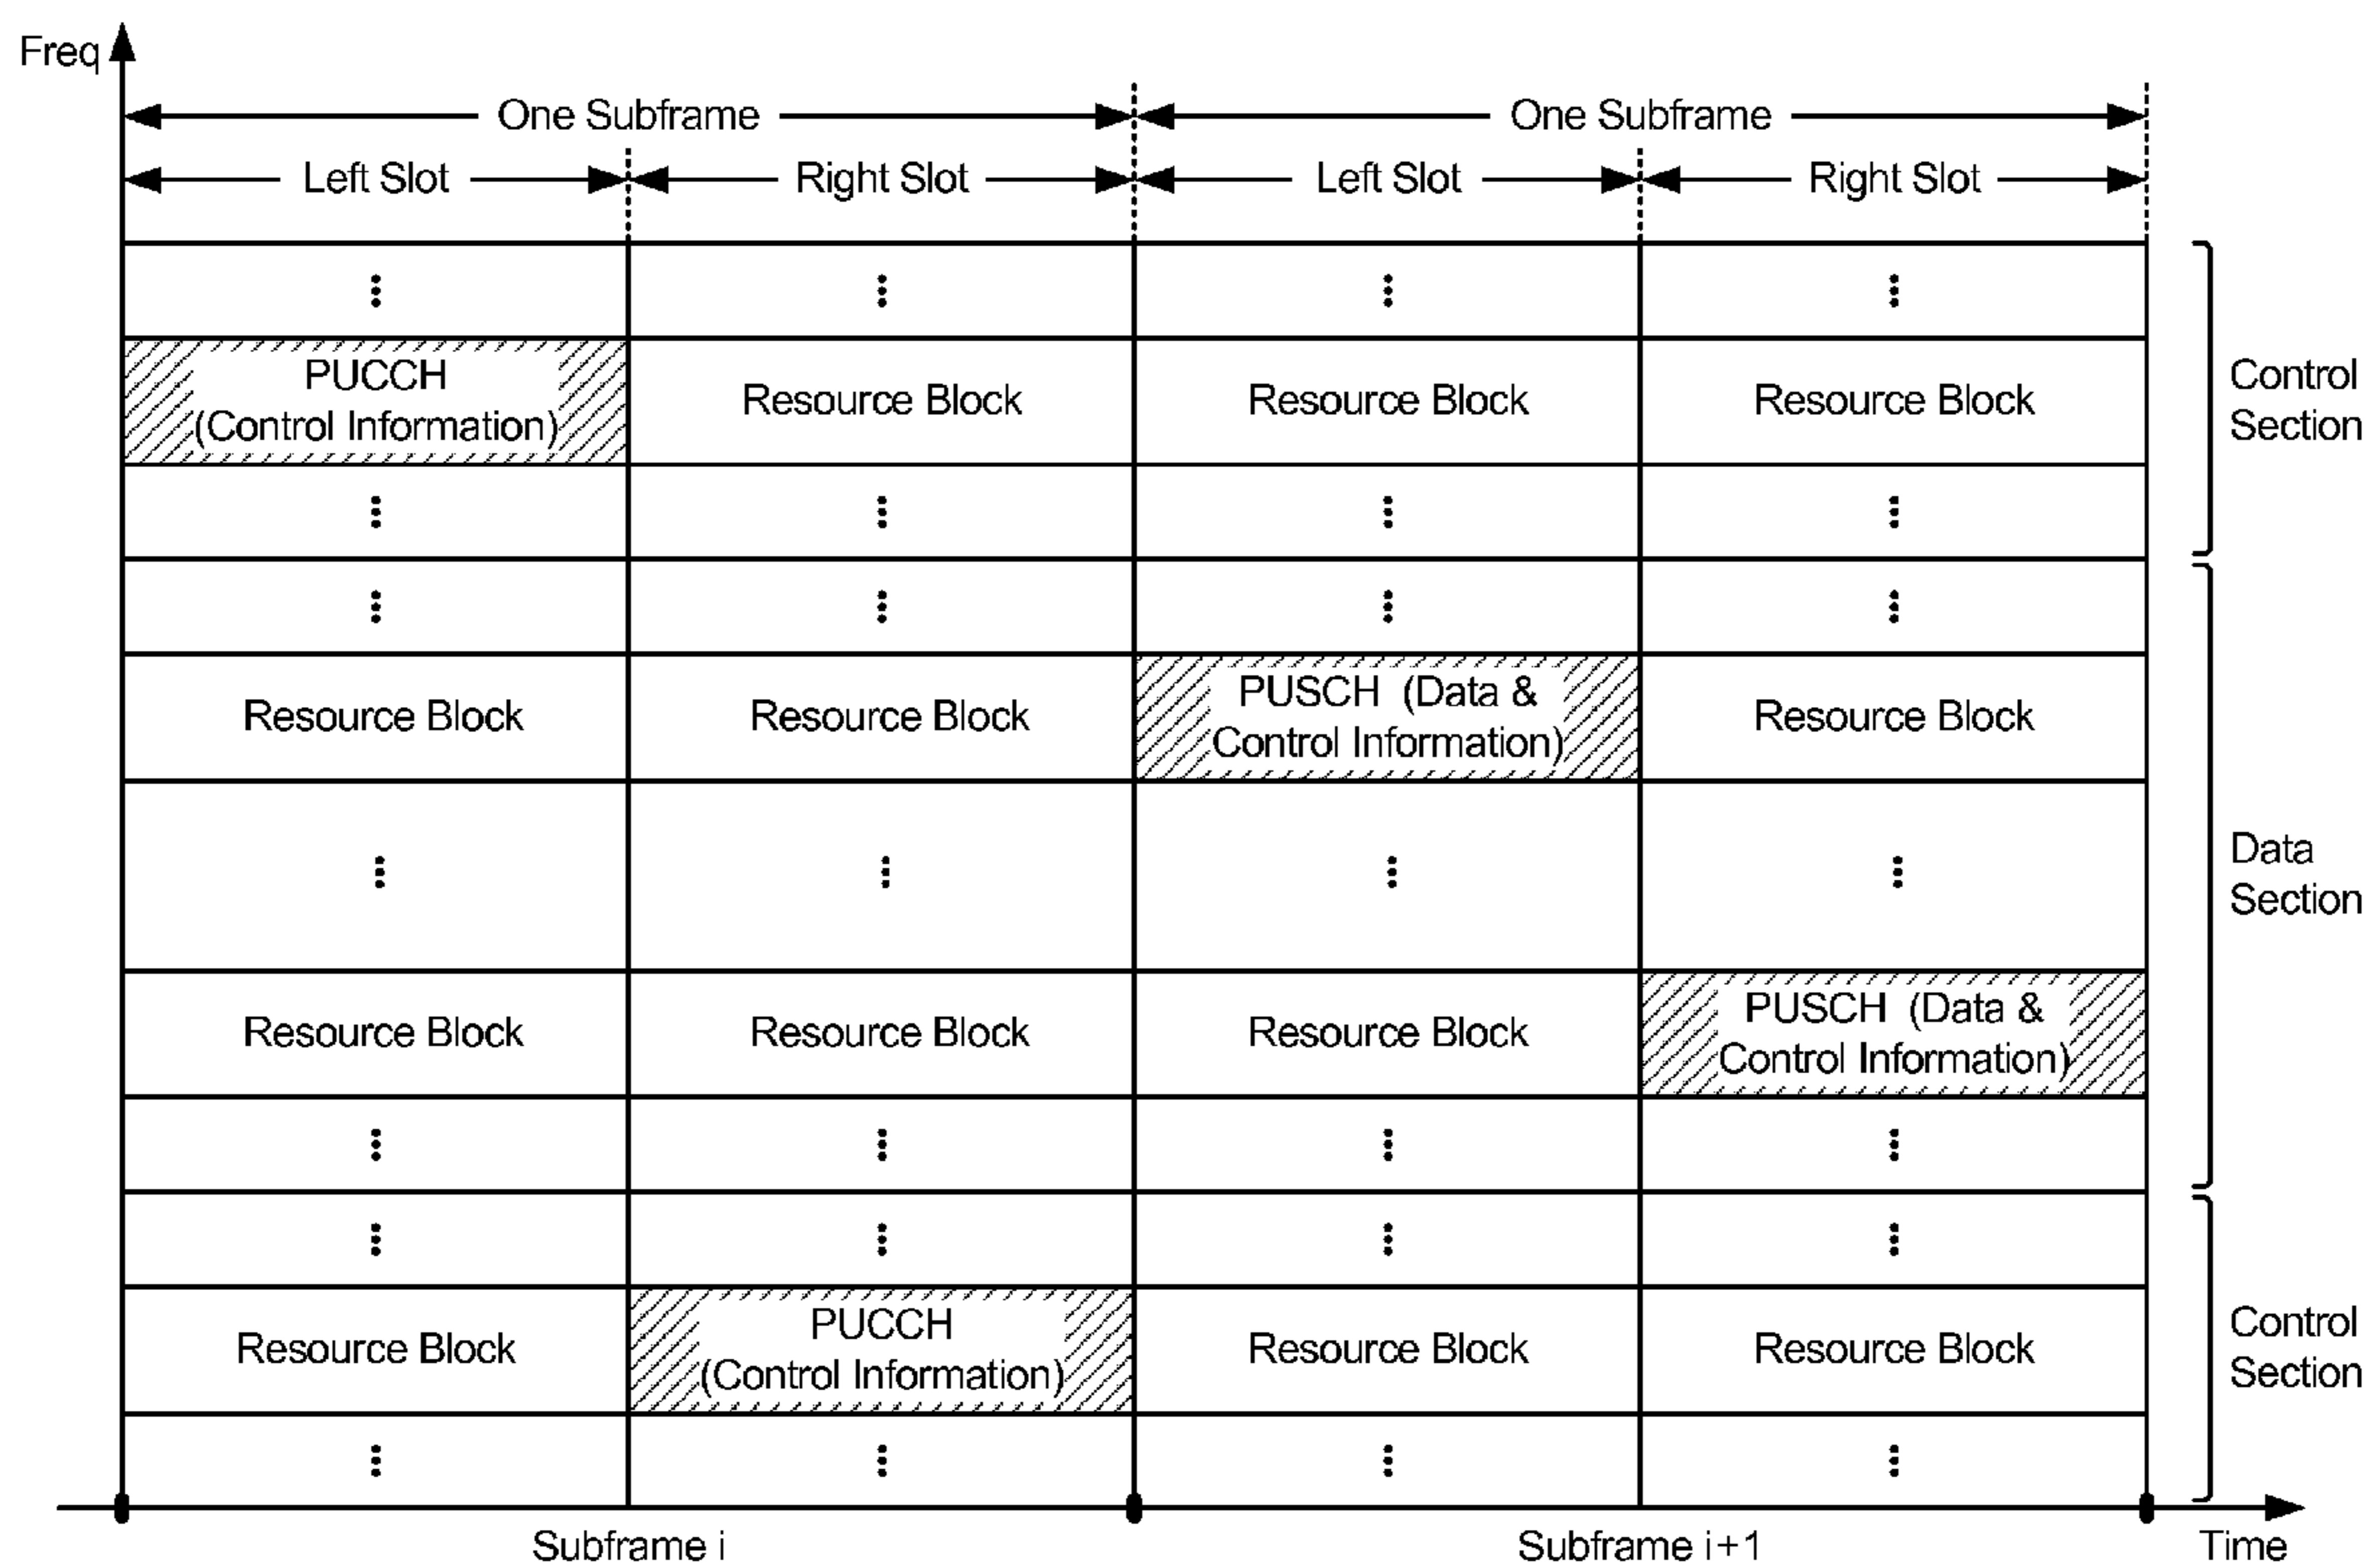 Freq
One Subframe One Subframe
Left Slot Right Slot Left Slot Right Slot
PUCCH
(Control Information)
Resource Block Resource Block Resource Block
Control
Section
Resource Block Resource Block
PUSCH (Data &
Control Information)
Resource Block
Data
Section
Resource Block Resource Block Resource Block
PUSCH (Data &
Control Information)
Resource Block
PUCCH
(Control Information)
Resource Block Resource Block
Control
Section
Subframe i Subframe i+1 Time